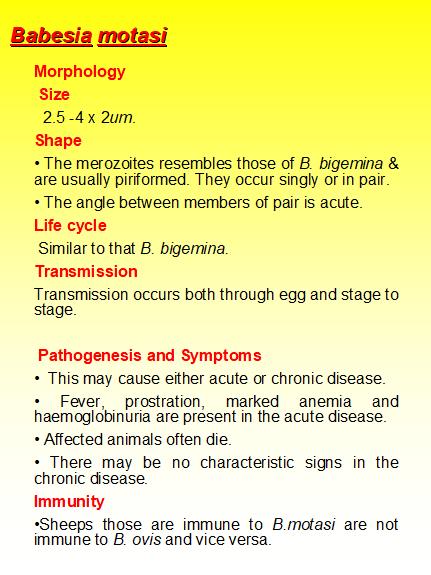 Babesia motasi
Morphology
Size
2.5 -4 x 2um.
Shape
• The merozoites resembles those of B. bigemina &
are usually piriformed. They occur singly or in pair.
• The angle between members of pair is acute.
Life cycle
Similar to that B. bigemina.
Transmission
Transmission occurs both through egg and stage to
stage.
Pathogenesis and Symptoms
• This may cause either acute or chronic disease.
• Fever, prostration, marked anemia and
haemoglobinuria are present in the acute disease.
• Affected animals often die.
• There may be no characteristic signs in the
chronic disease.
Immunity
•Sheeps those are immune to B.motasi are not
immune to B. ovis and vice versa.